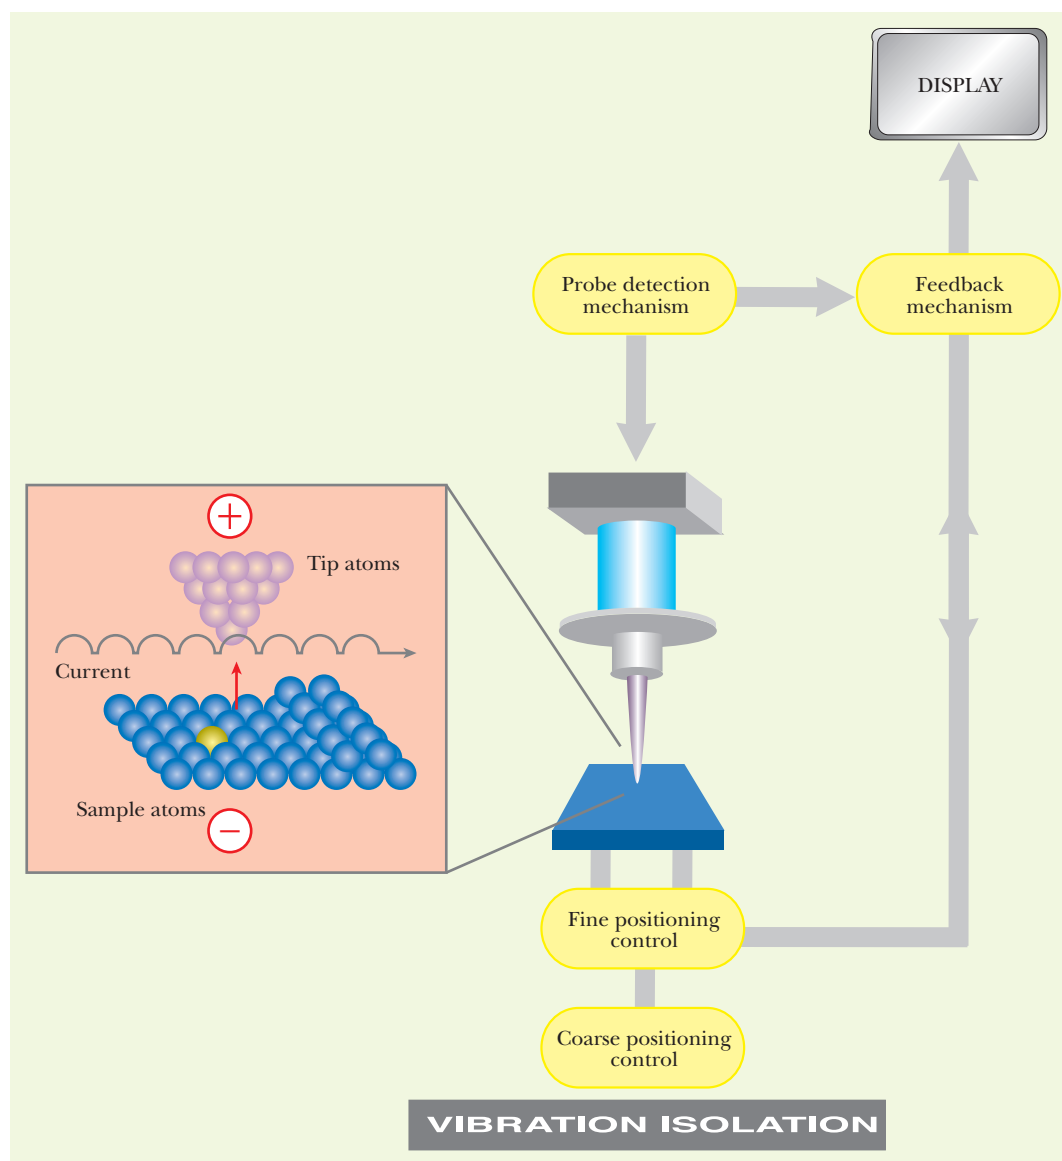 DISPLAY
Probe detection
mechanism
Feedback
mechanism
+
Tip atoms
Current
Sample atoms
−
Fine positioning
control
Coarse positioning
control
VIBRATION ISOLATION